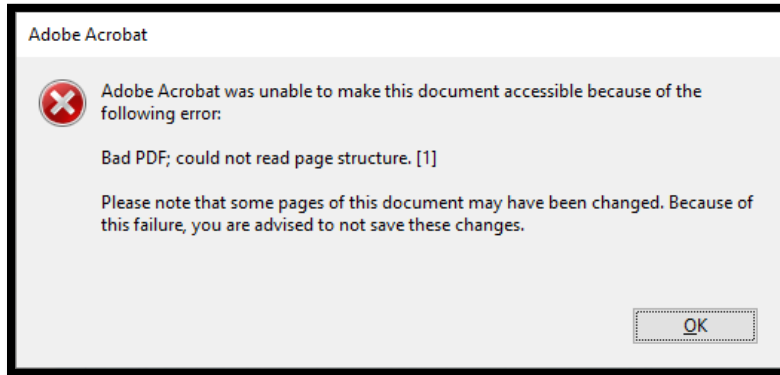 Adobe Acrobat
Adobe Acrobat was unable to make this document accessible because of the
following error:
Bad PDF; could not read page structure. [1]
Please note that some pages of this document may have been changed. Because of
this failure, you are advised to not save these changes.
OK